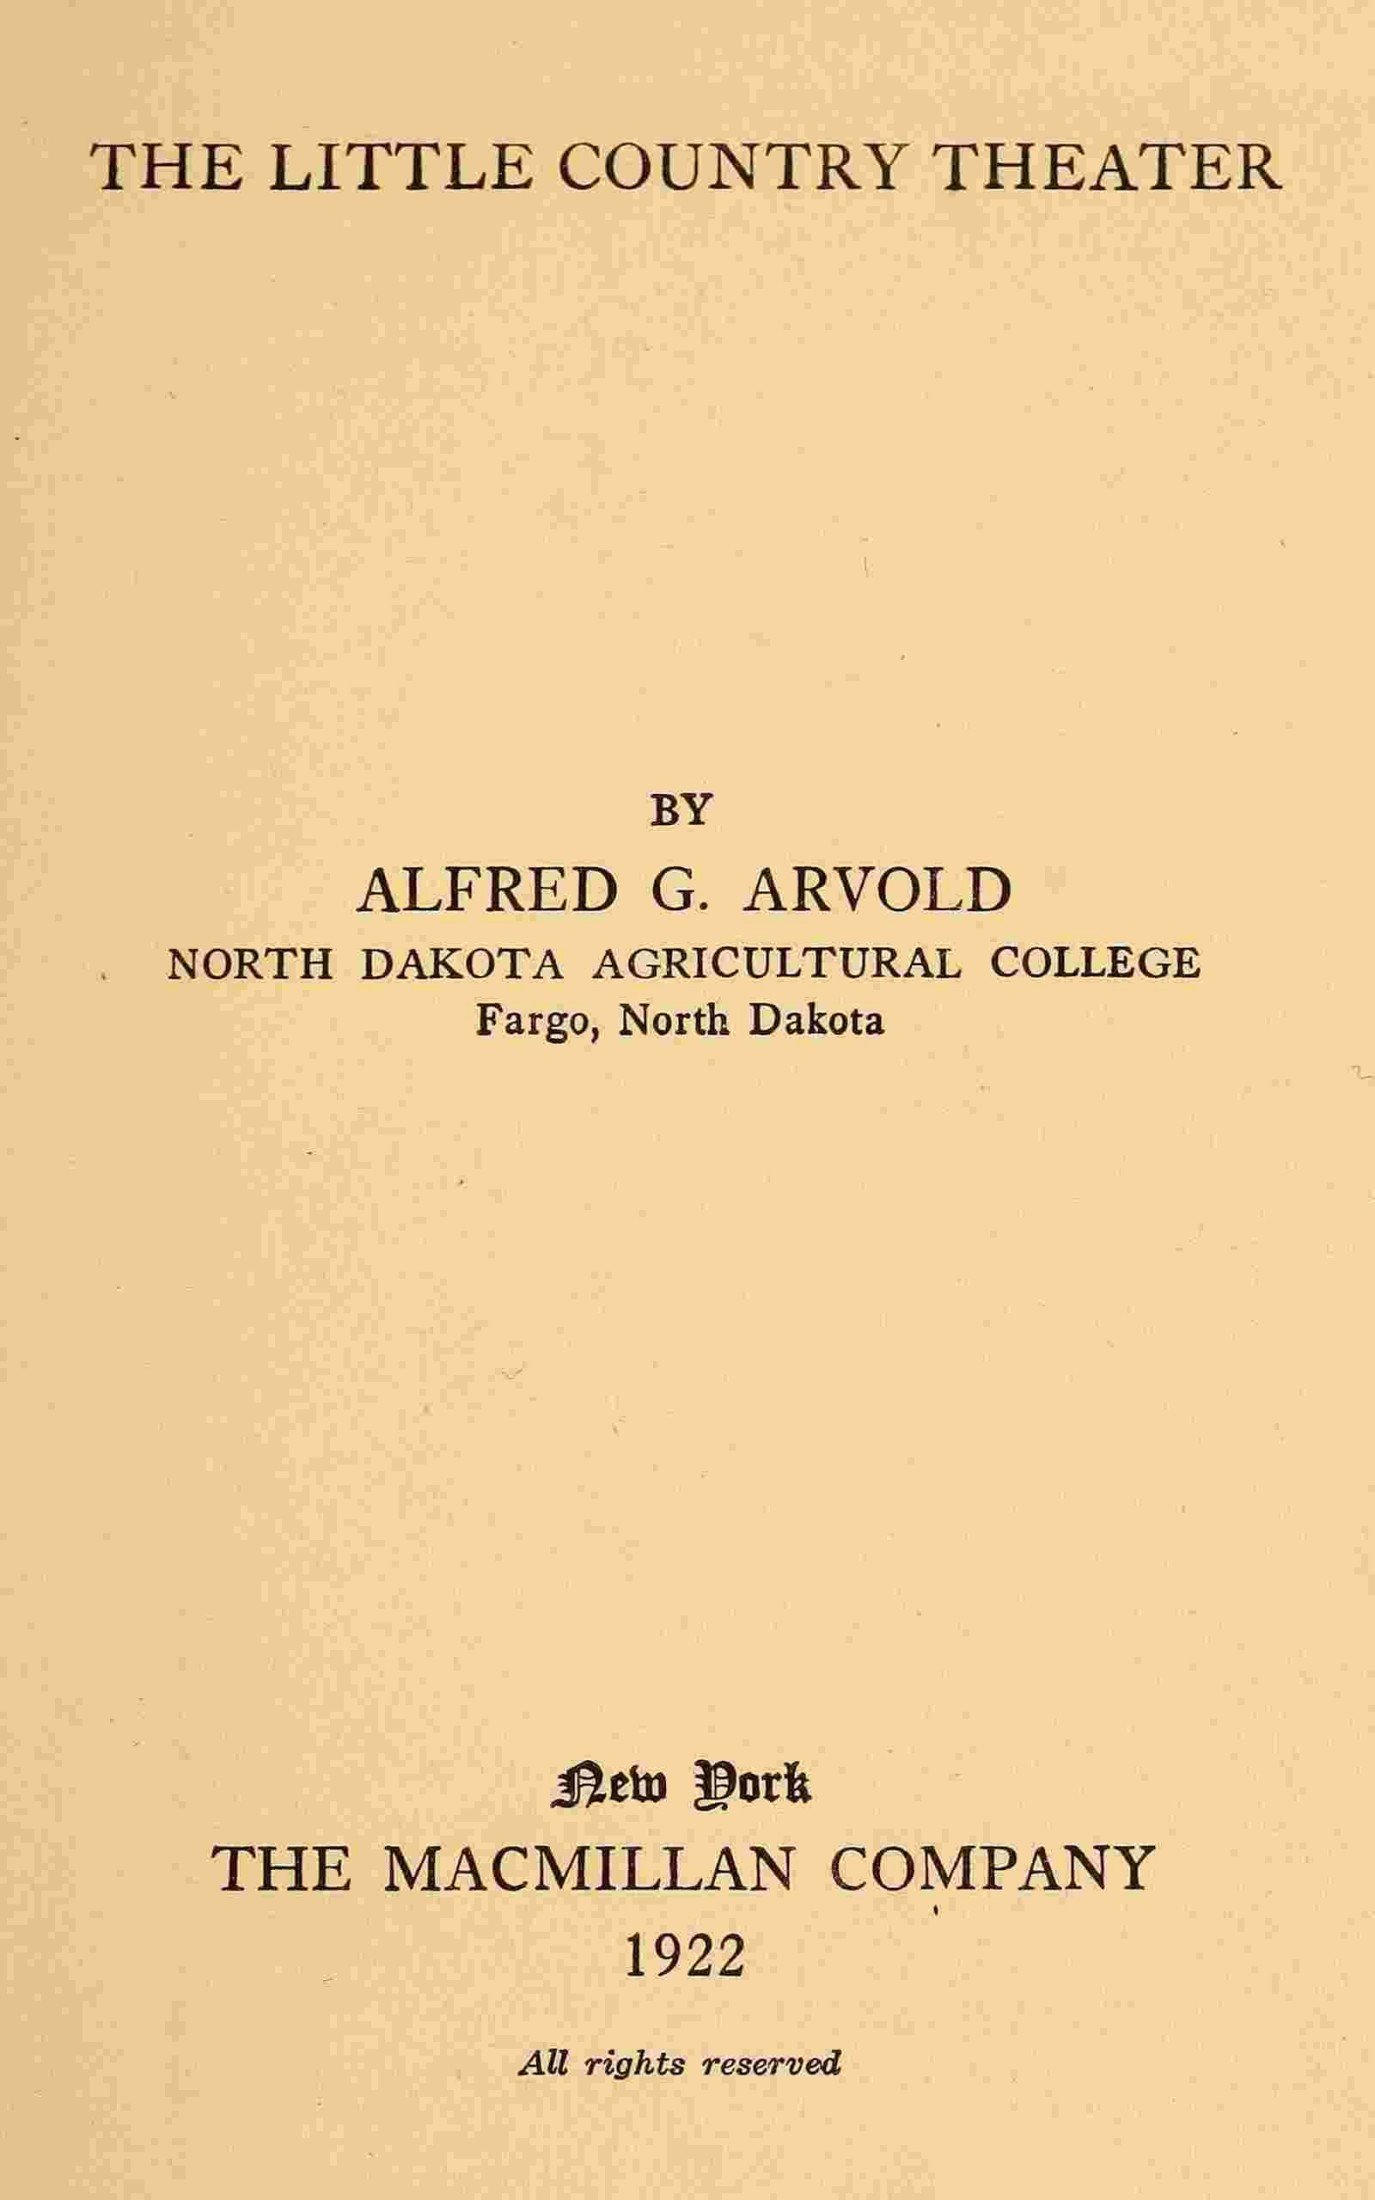 THE LITTLE COUNTRY THEATER
BY
ALFRED G. ARVOLD
NORTH DAKOTA AGRICULTURAL COLLEGE
Fargo, North Dakota
New York
THE MACMILLAN COMPANY
1922
All rights reserved